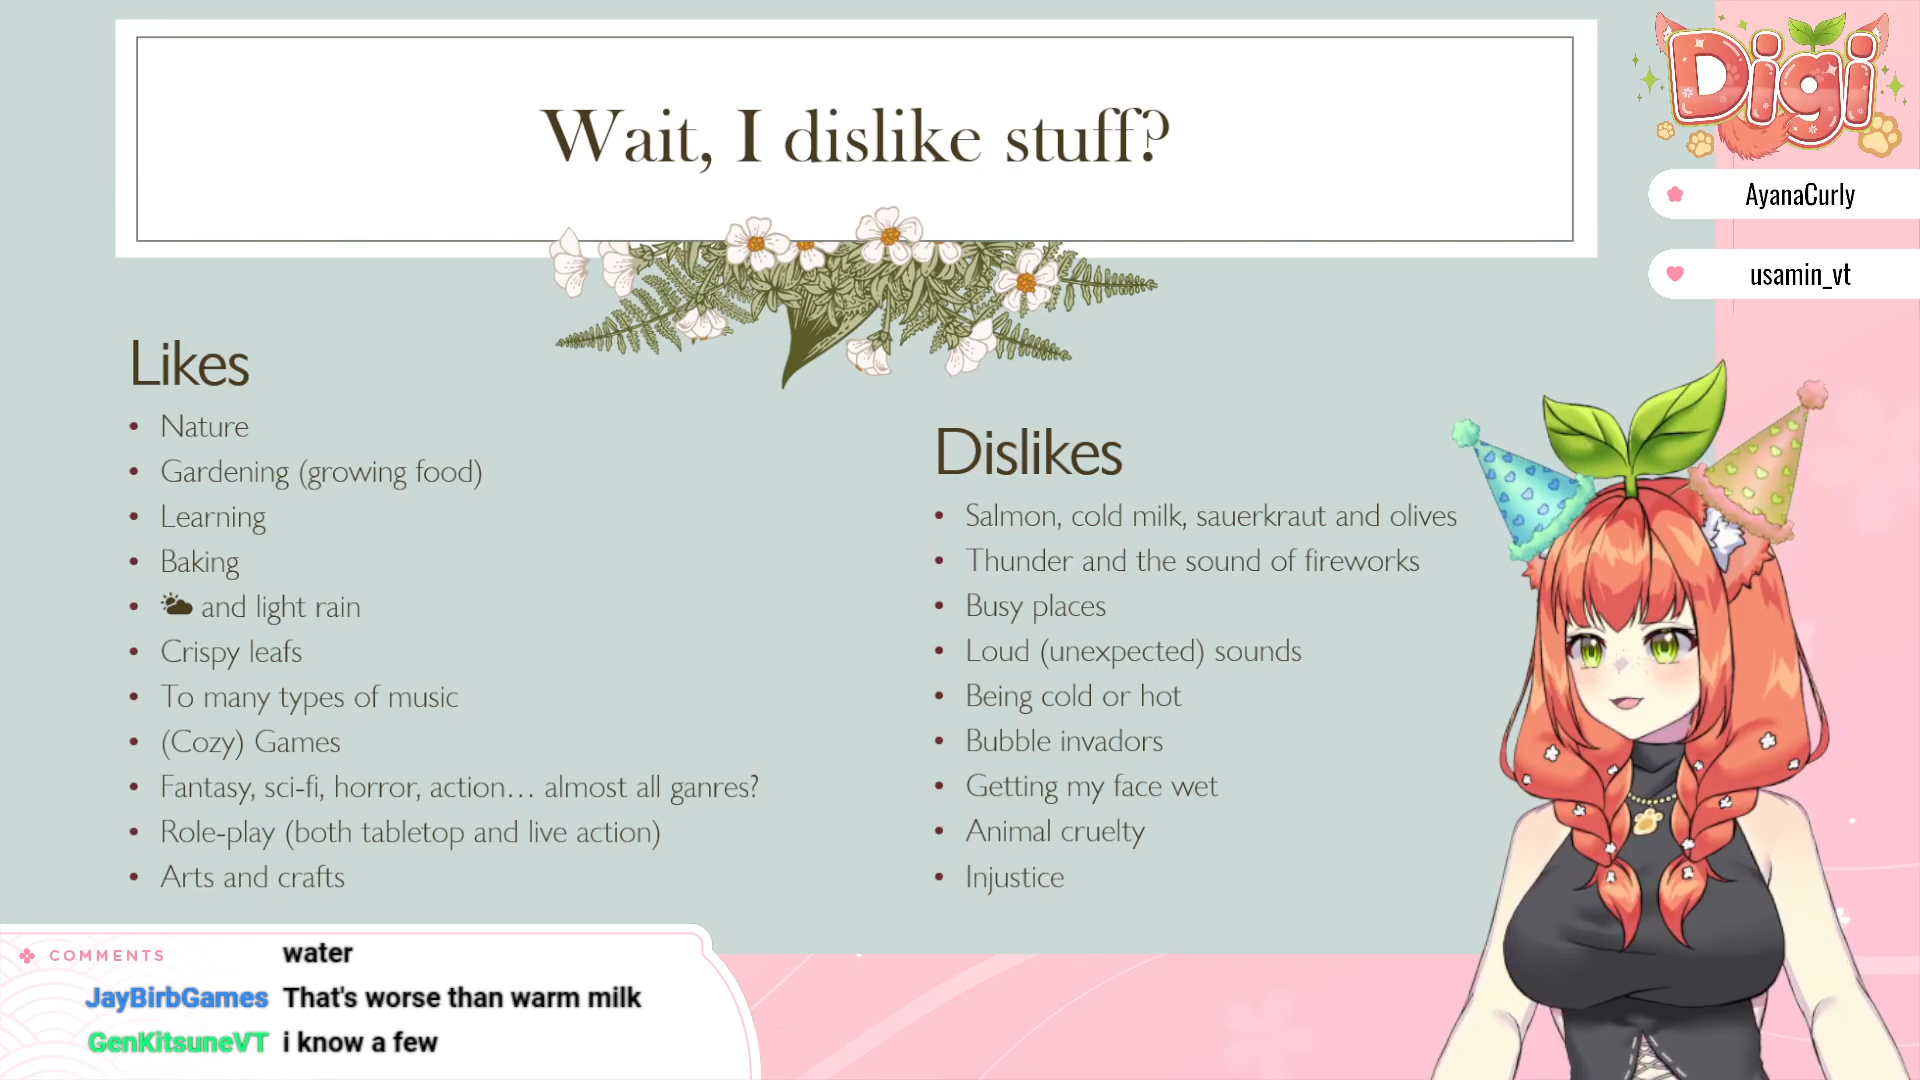 Wait, I dislike stuff?
Digi
AyanaCurly
usamin_vt
Likes
• Nature
• Gardening (growing food)
• Learning
• Baking
• 🌥 and light rain
• Crispy leafs
• To many types of music
• (Cozy) Games
• Fantasy, sci-fi, horror, action… almost all ganres?
• Role-play (both tabletop and live action)
• Arts and crafts
Dislikes
• Salmon, cold milk, sauerkraut and olives
• Thunder and the sound of fireworks
• Busy places
• Loud (unexpected) sounds
• Being cold or hot
• Bubble invadors
• Getting my face wet
• Animal cruelty
• Injustice
COMMENTS
water
JayBirbGames That's worse than warm milk
GenKitsuneVT i know a few